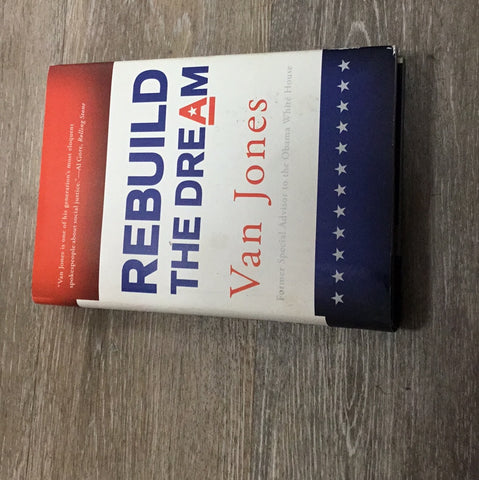 "Van Jones is one of his generation's most eloquent
spokespeople about social justice."—Al Gore, Rolling Stone
REBUILD
THE DREAM
Van Jones
Former Special Advisor to the Obama White House